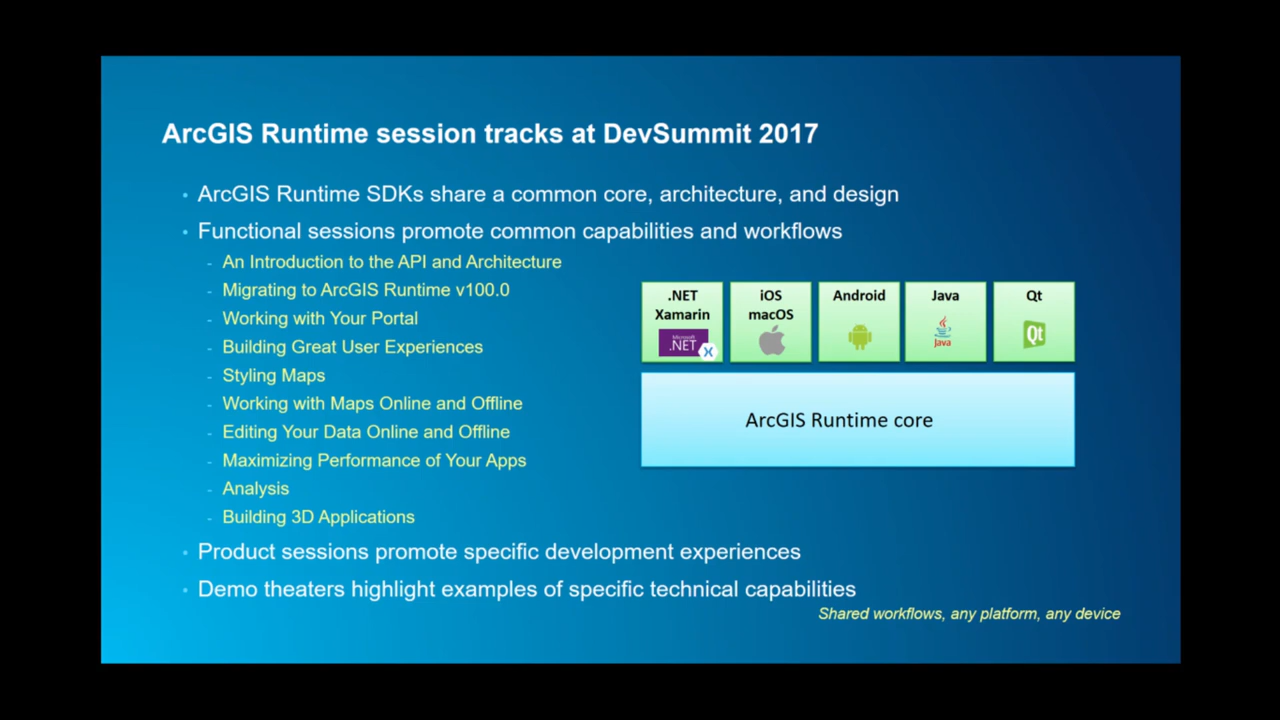 ArcGIS Runtime session tracks at DevSummit 2017
• ArcGIS Runtime SDKs share a common core, architecture, and design
• Functional sessions promote common capabilities and workflows
- An Introduction to the API and Architecture
- Migrating to ArcGIS Runtime v100.0
- Working with Your Portal
- Building Great User Experiences
- Styling Maps
- Working with Maps Online and Offline
- Editing Your Data Online and Offline
- Maximizing Performance of Your Apps
- Analysis
- Building 3D Applications
• Product sessions promote specific development experiences
• Demo theaters highlight examples of specific technical capabilities
.NET
Xamarin
Microsoft
.NET
X
iOS
macOS
Android
Java
Java
Qt
Qt
ArcGIS Runtime core
Shared workflows, any platform, any device